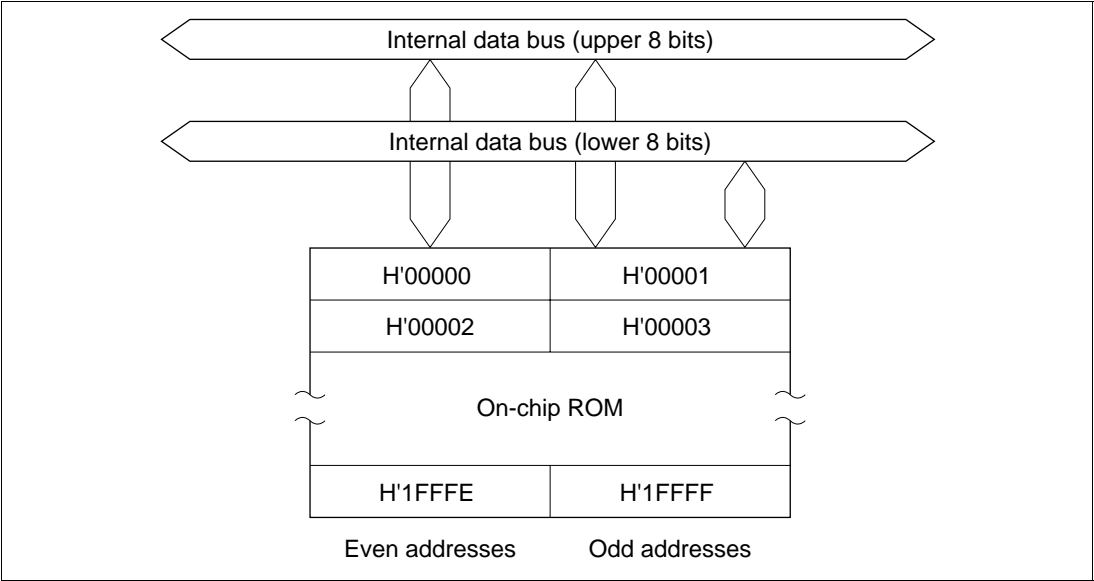 Internal data bus (upper 8 bits)
Internal data bus (lower 8 bits)
H'00000 H'00001
H'00002 H'00003
On-chip ROM
H'1FFFE H'1FFFF
Even addresses Odd addresses